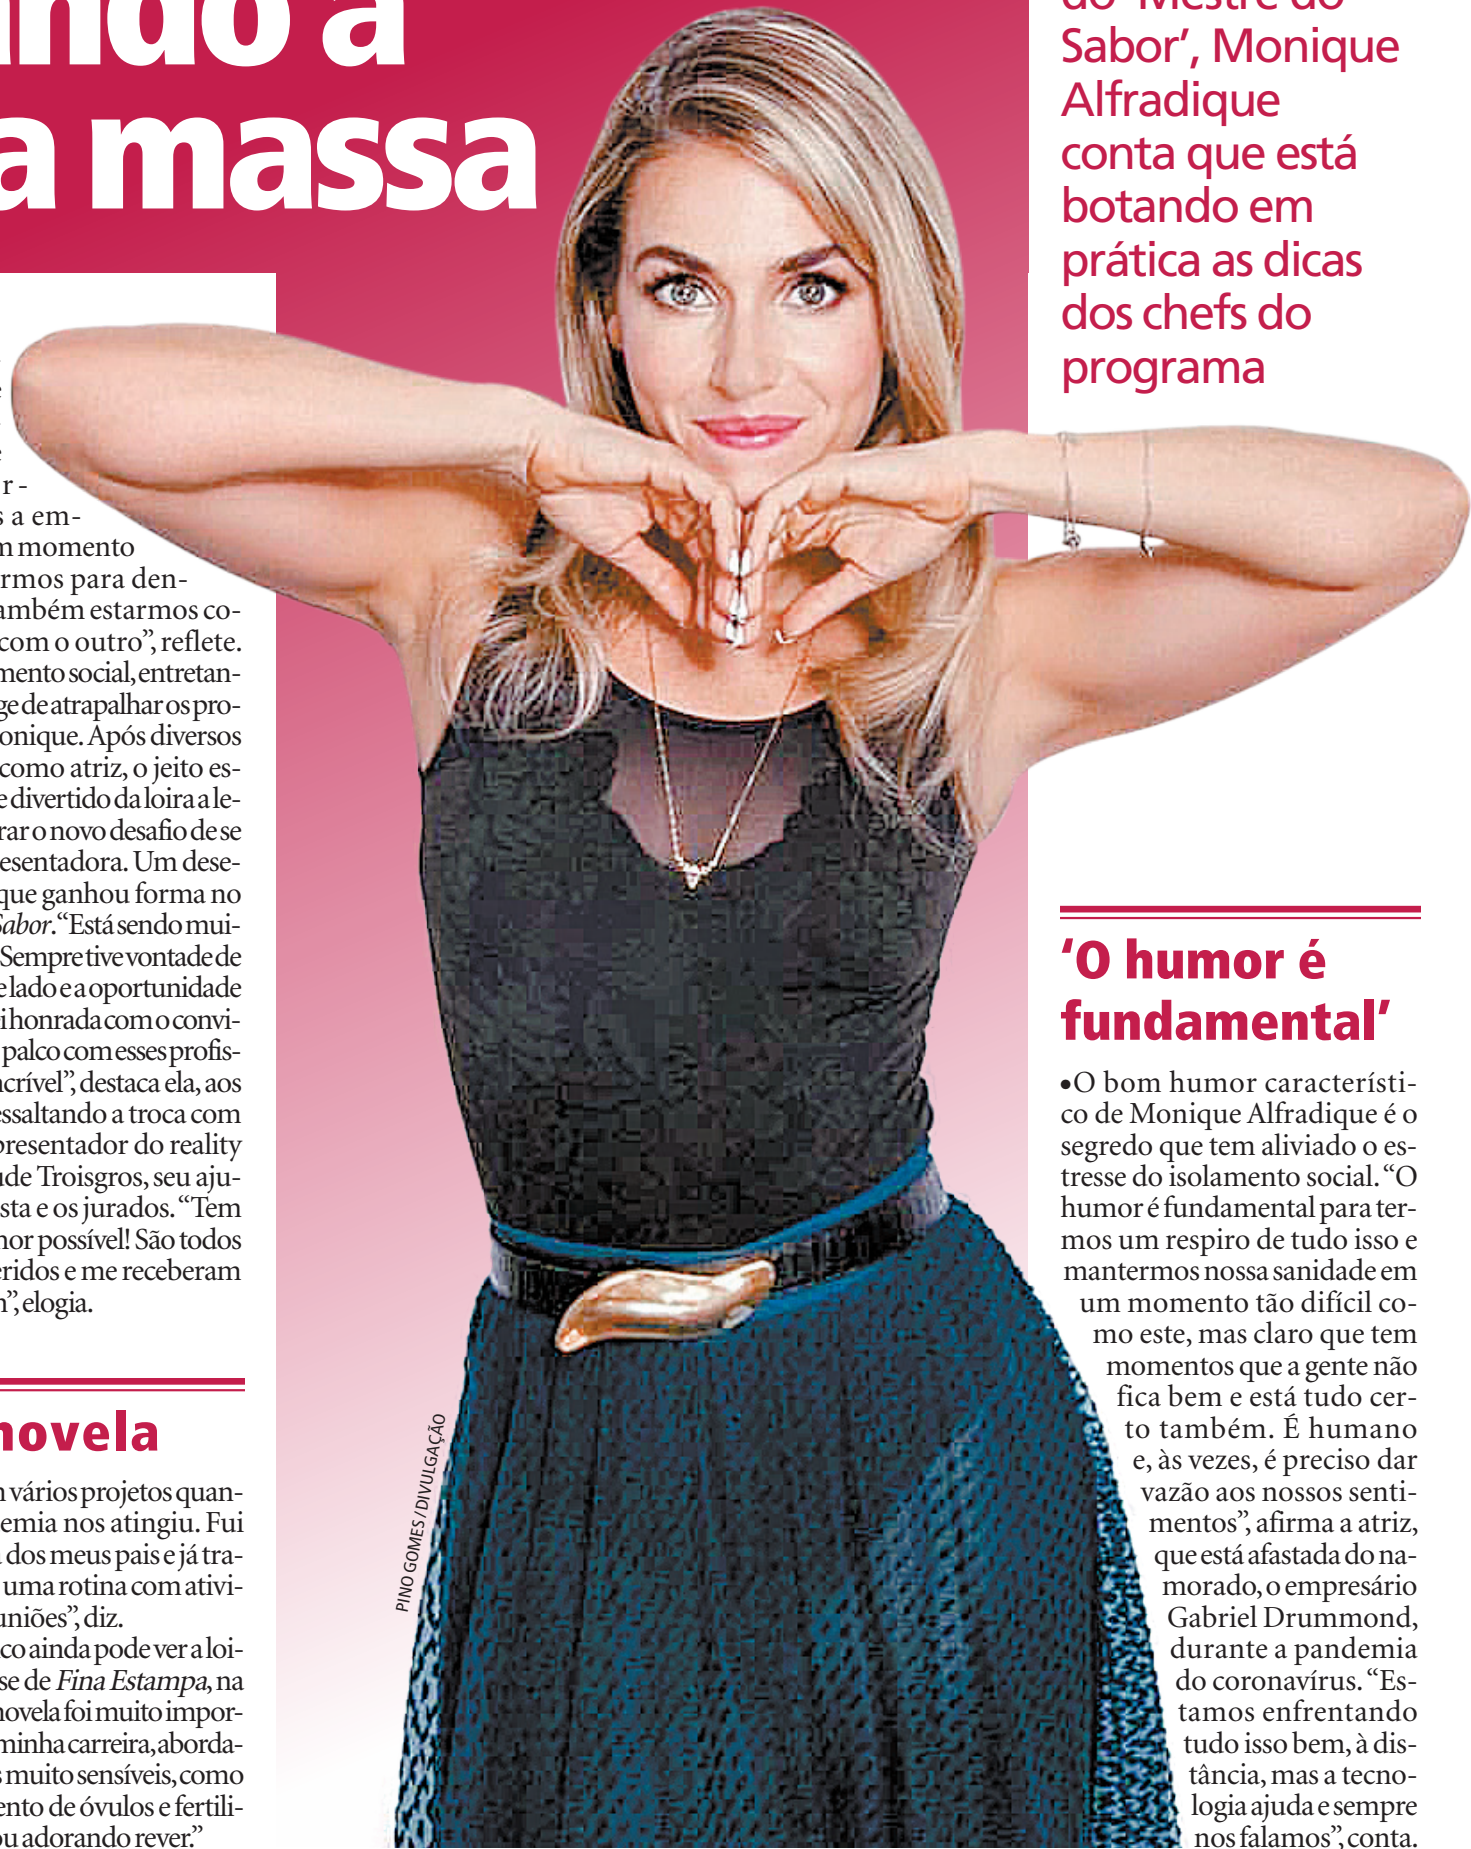 ndo a
a massa
do 'Mestre do
Sabor', Monique
Alfradique
conta que está
botando em
prática as dicas
dos chefs do
programa
r-
s a em-
m momento
rmos para den-
ambém estarmos co-
com o outro”, reflete.
mento social, entretan-
ge de atrapalhar os pro-
onique. Após diversos
como atriz, o jeito es-
e divertido da loira a le-
rar o novo desafio de se
esentadora. Um dese-
que ganhou forma no
Sabor. “Está sendo mui-
Sempre tive vontade de
e lado e a oportunidade
i honrada com o convi-
palco com esses profis-
ncrível”, destaca ela, aos
essaltando a troca com
presentador do reality
ude Troisgros, seu aju-
sta e os jurados. “Tem
hor possível! São todos
eridos e me receberam
m”, elogia.
novela
m vários projetos quan-
emia nos atingiu. Fui
a dos meus pais e já tra-
uma rotina com ativi-
uniões”, diz.
co ainda pode ver a loi-
se de Fina Estampa, na
novela foi muito impor-
minha carreira, aborda-
s muito sensíveis, como
ento de óvulos e fertili-
ou adorando rever.”
PINO GOMES / DIVULGAÇÃO
‘O humor é
fundamental’
•O bom humor característi-
co de Monique Alfradique é o
segredo que tem aliviado o es-
tresse do isolamento social. “O
humor é fundamental para ter-
mos um respiro de tudo isso e
mantermos nossa sanidade em
um momento tão difícil co-
mo este, mas claro que tem
momentos que a gente não
fica bem e está tudo cer-
to também. É humano
e, às vezes, é preciso dar
vazão aos nossos senti-
mentos”, afirma a atriz,
que está afastada do na-
morado, o empresário
Gabriel Drummond,
durante a pandemia
do coronavírus. “Es-
tamos enfrentando
tudo isso bem, à dis-
tância, mas a tecno-
logia ajuda e sempre
nos falamos”, conta.